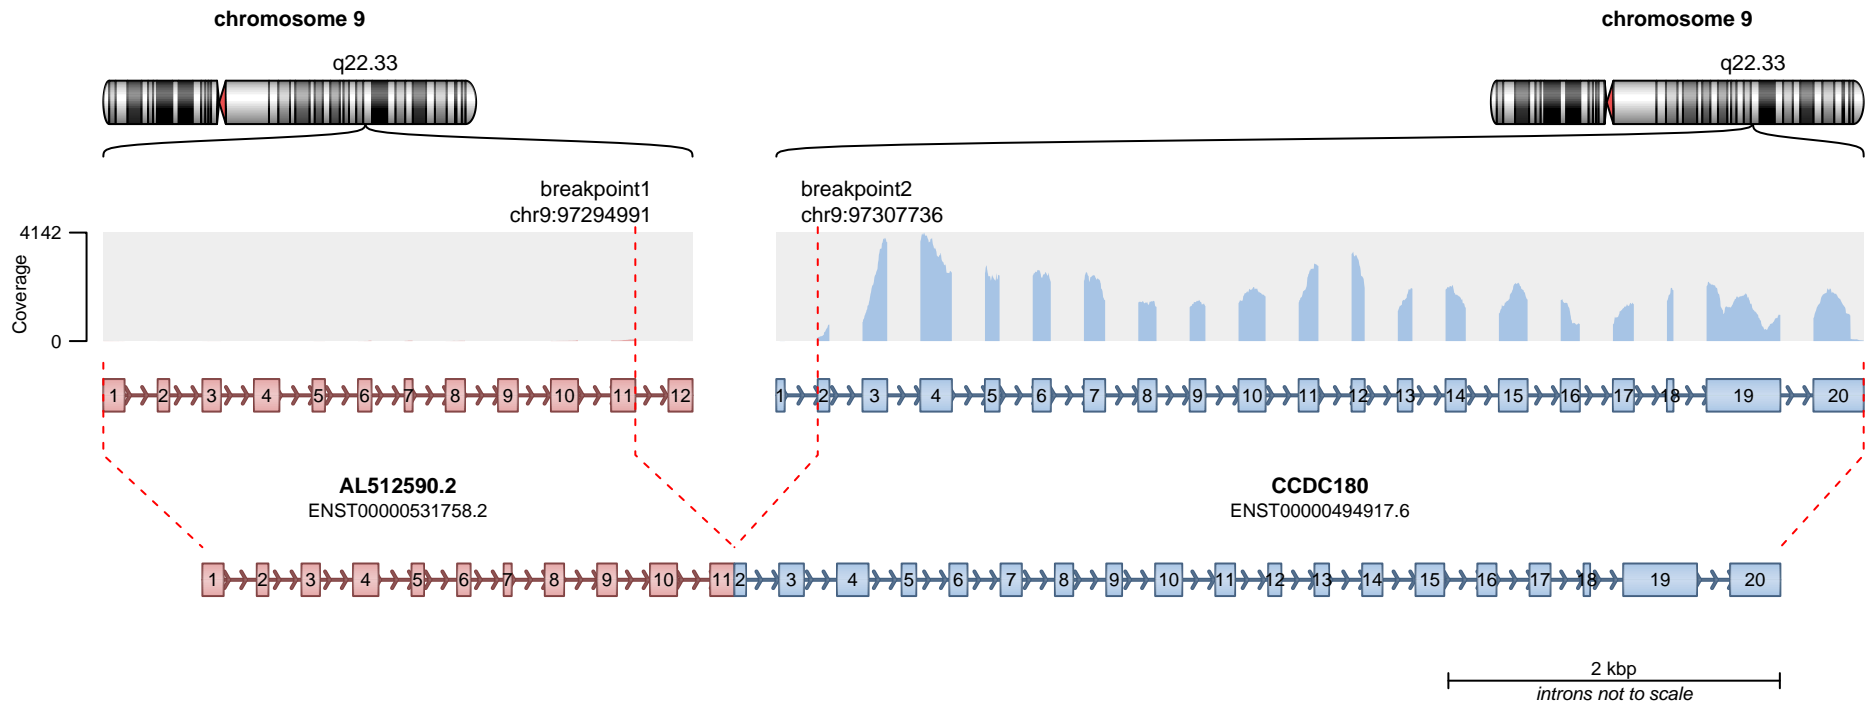 chromosome 9
chromosome 9
q22.33
q22.33
breakpoint1
chr9:97294991
breakpoint2
chr9:97307736
4142
Coverage
0
1 2 3 4 5 6 7 8 9 10 11 12
1 2 3 4 5 6 7 8 9 10 11 12 13 14 15 16 17 18 19 20
AL512590.2
ENST00000531758.2
CCDC180
ENST00000494917.6
1 2 3 4 5 6 7 8 9 10 11 2 3 4 5 6 7 8 9 10 11 12 13 14 15 16 17 18 19 20
2 kbp
introns not to scale